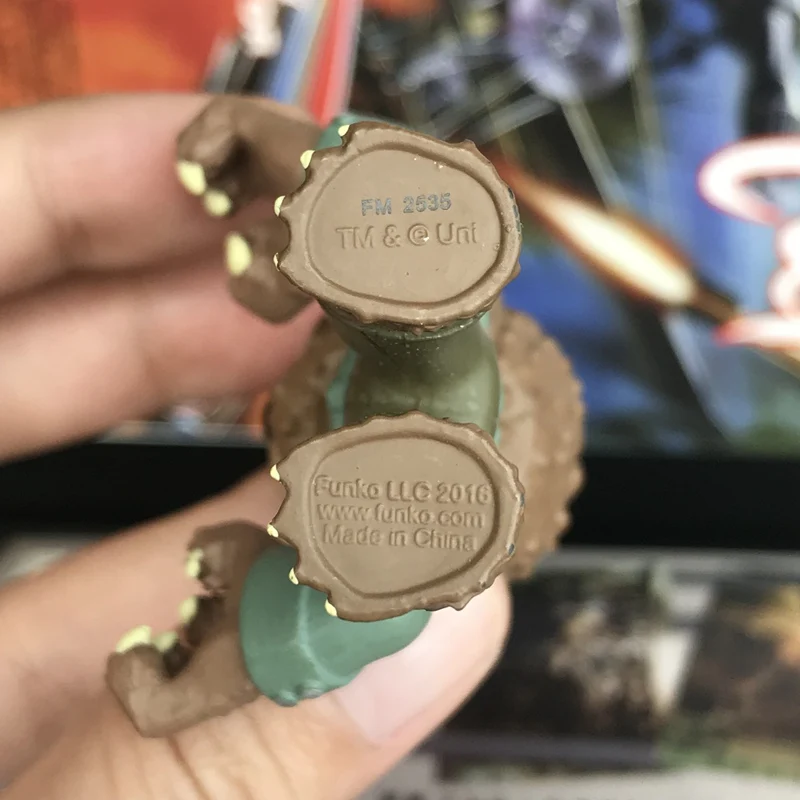 FM 2535
TM & © Uni
Funko LLC 2016
www.funko.com
Made in China